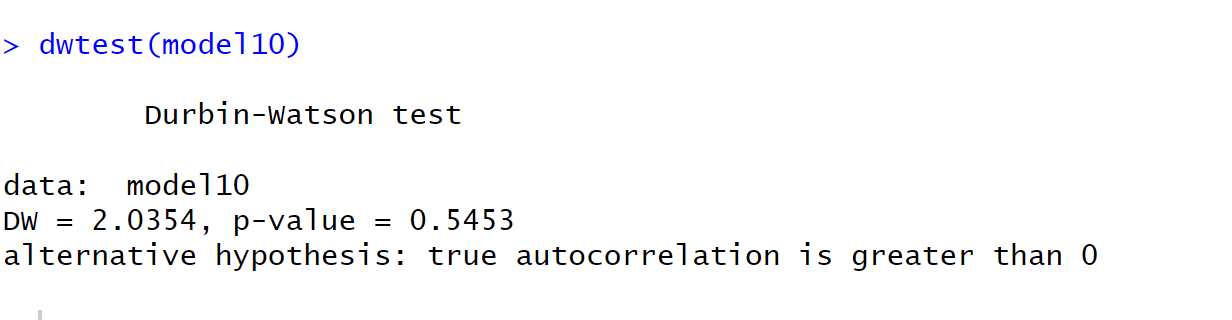 > dwtest(model10)
Durbin-Watson test
data:  model10
DW = 2.0354, p-value = 0.5453
alternative hypothesis: true autocorrelation is greater than 0